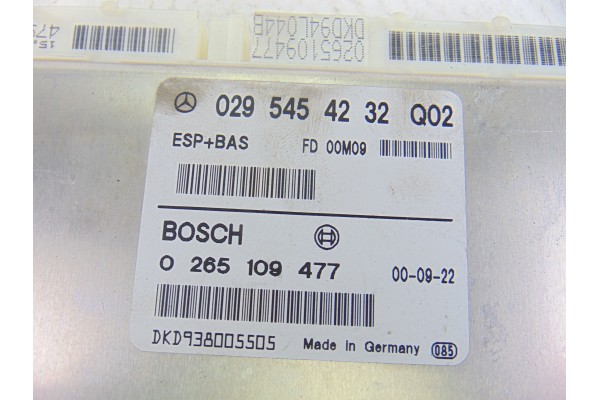 0265109477
DKD94L044B
029 545 42 32 Q02
ESP+BAS FD 00M09
BOSCH
0 265 109 477 00-09-22
DKD938005505 Made in Germany 085